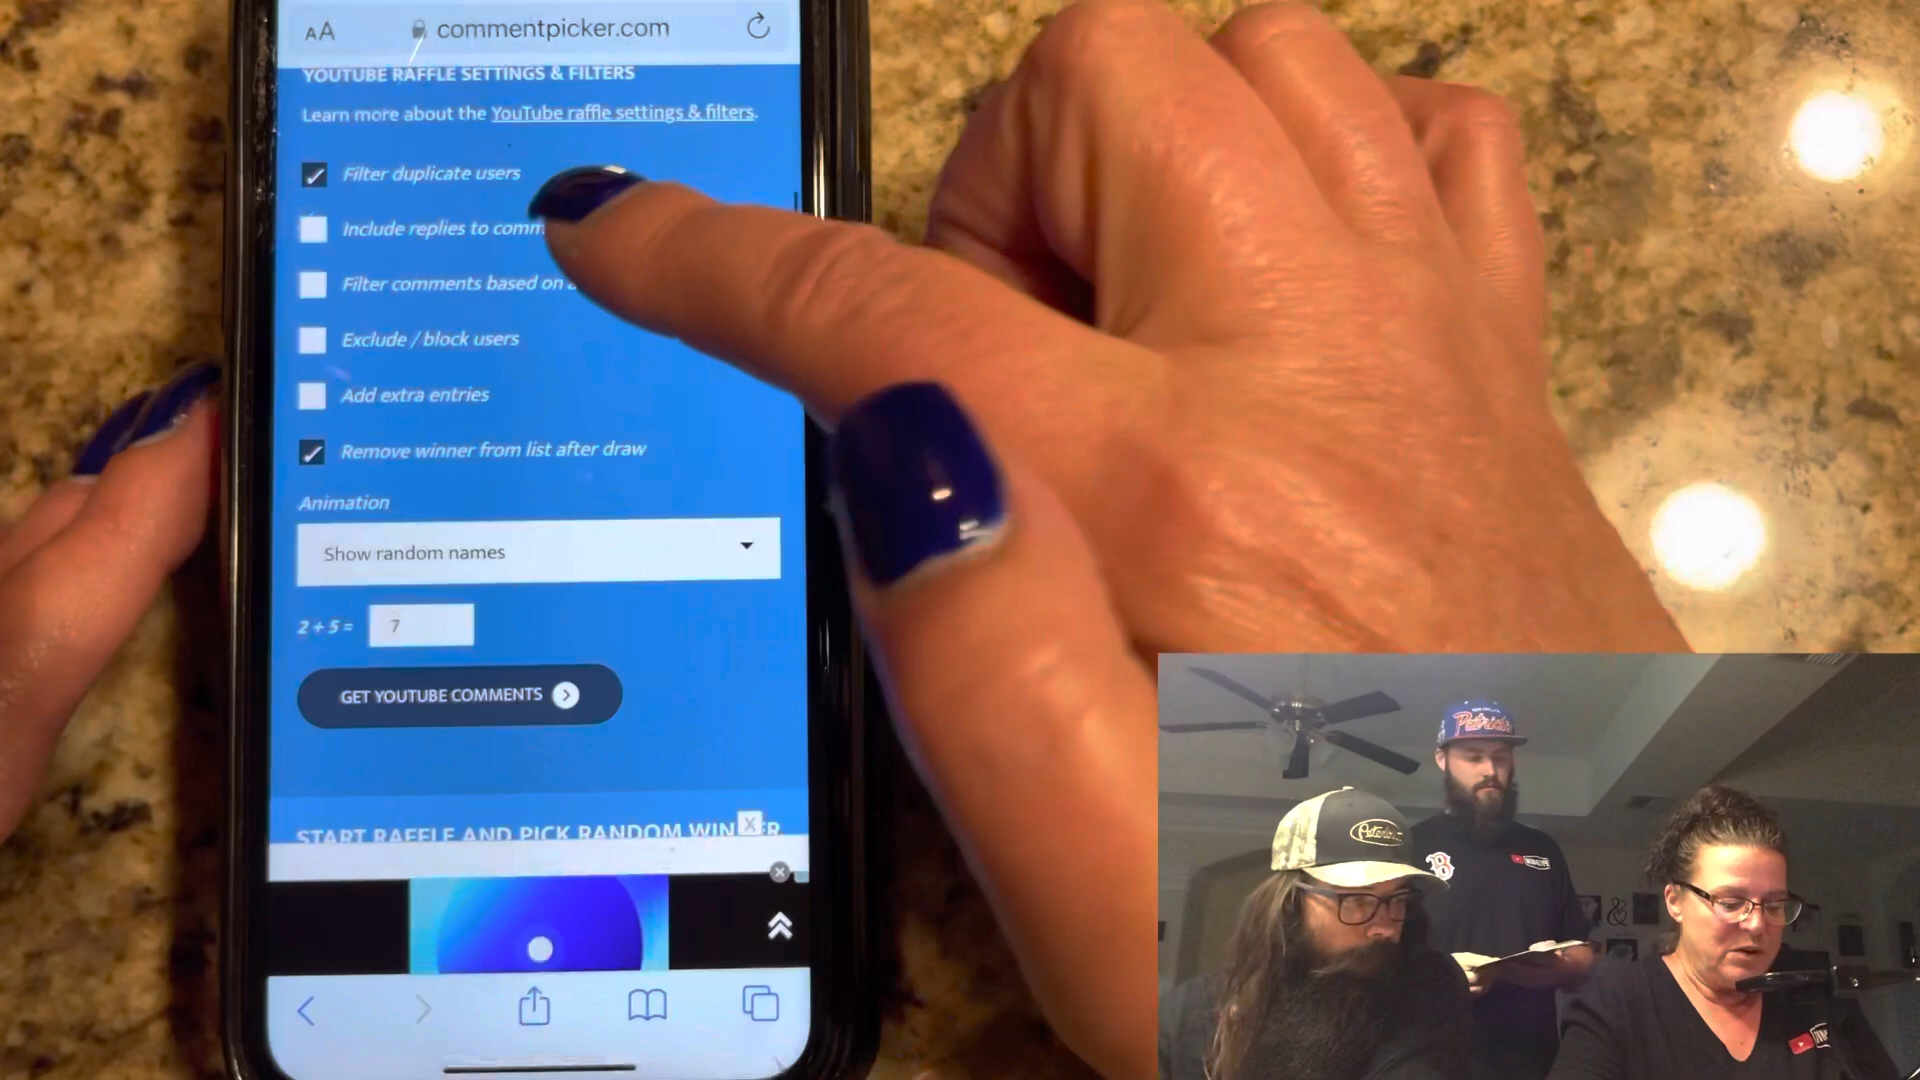 AA commentpicker.com
YOUTUBE RAFFLE SETTINGS & FILTERS
Learn more about the YouTube raffle settings & filters.
Filter duplicate users
Include replies to
Filter comments based on
Exclude / block users
Add extra entries
Remove winner from list after draw
Animation
Show random names
2 + 5 = 7
GET YOUTUBE COMMENTS
START RAFFLE AND PICK RANDOM
X
Patriots
Peterbilt
B